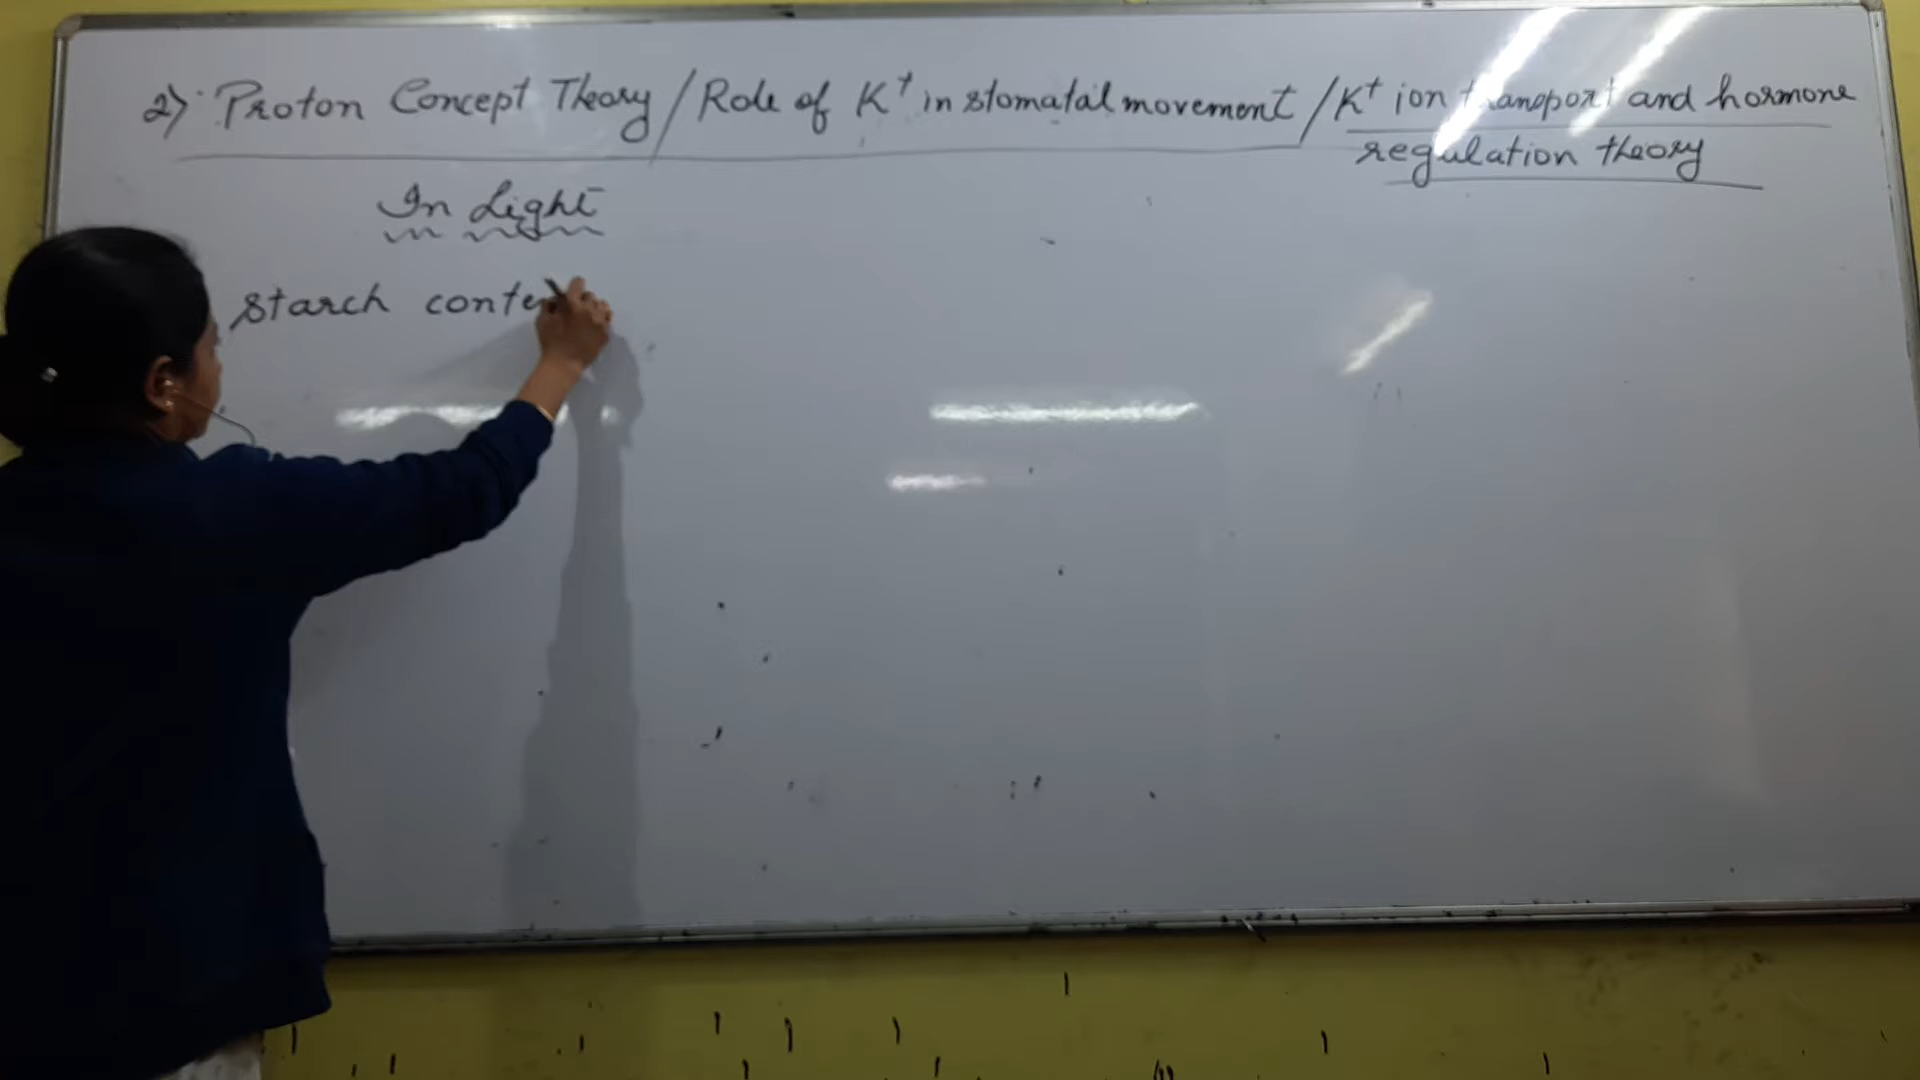 2) Proton Concept Theory / Role of K⁺ in stomatal movement / K⁺ ion transport and hormone
regulation theory
In Light
starch conte